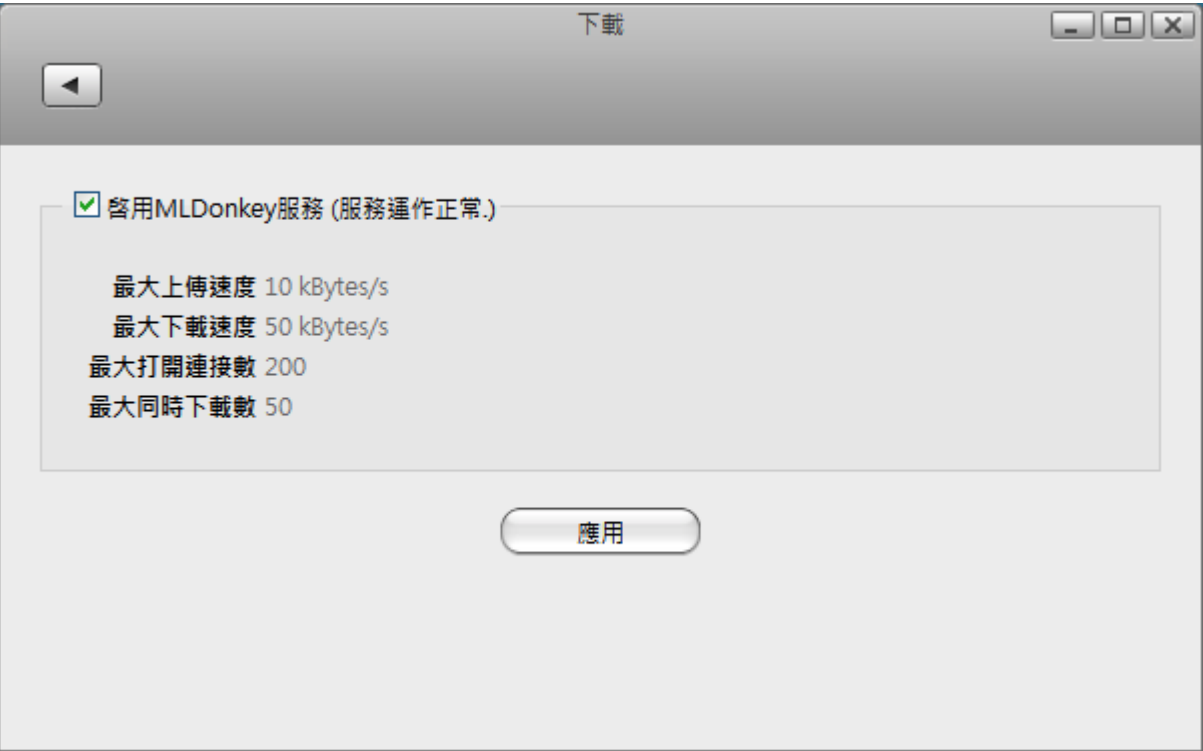 下載
啓用MLDonkey服務 (服務運作正常.)
最大上傳速度 10 kBytes/s
最大下載速度 50 kBytes/s
最大打開連接數 200
最大同時下載數 50
應用